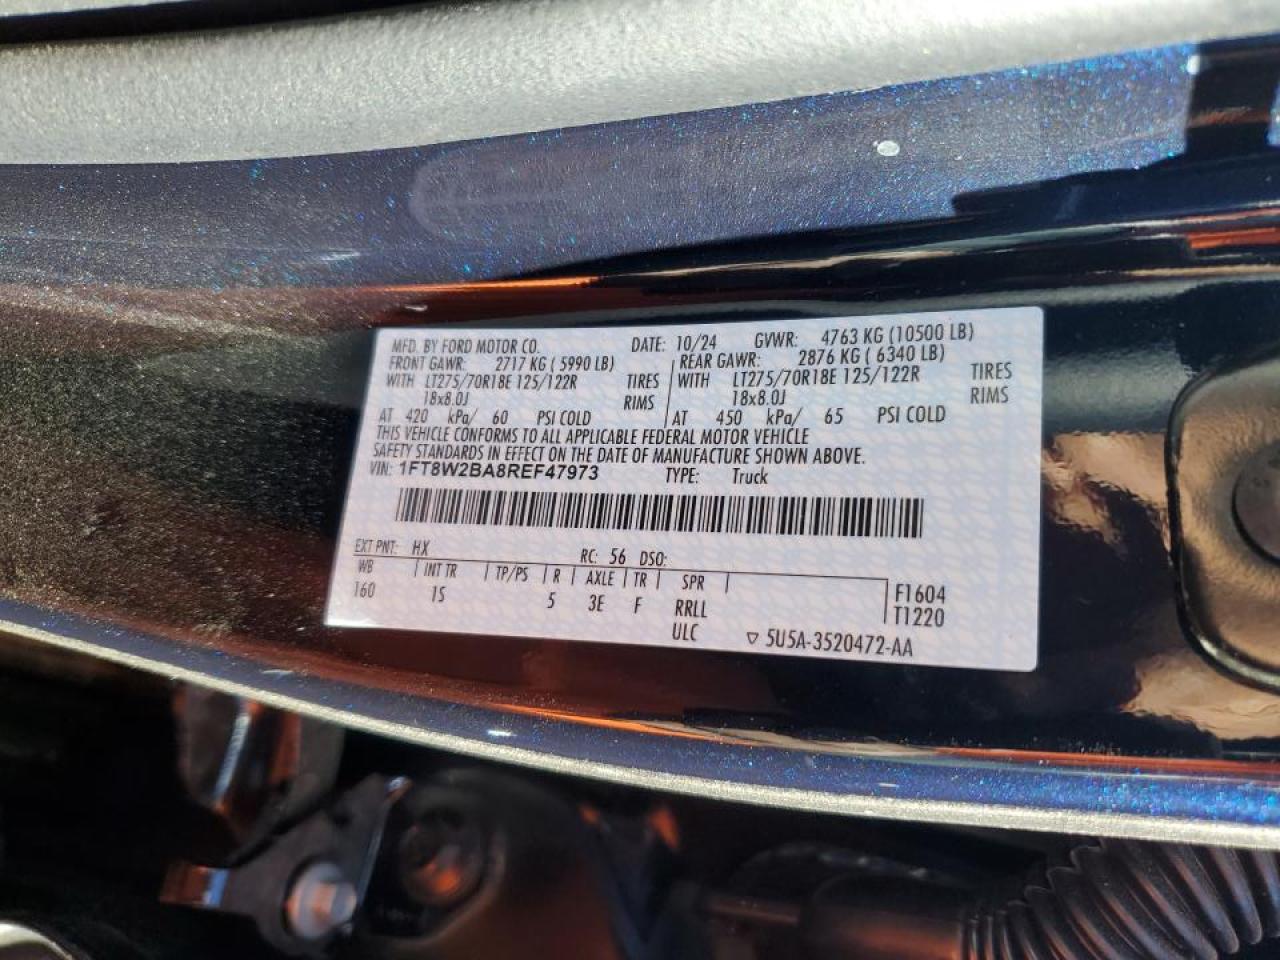 MFD. BY FORD MOTOR CO. DATE: 10/24 GVWR: 4763 KG (10500 LB)
FRONT GAWR: 2717 KG ( 5990 LB) REAR GAWR: 2876 KG ( 6340 LB)
WITH LT275/70R18E 125/122R TIRES WITH LT275/70R18E 125/122R TIRES
18x8.0J RIMS 18x8.0J RIMS
AT 420 kPa/ 60 PSI COLD AT 450 kPa/ 65 PSI COLD
THIS VEHICLE CONFORMS TO ALL APPLICABLE FEDERAL MOTOR VEHICLE
SAFETY STANDARDS IN EFFECT ON THE DATE OF MANUFACTURE SHOWN ABOVE.
VIN: 1FT8W2BA8REF47973 TYPE: Truck
EXT PNT: HX RC: 56 DSO:
WB INT TR TP/PS R AXLE TR SPR F1604
160 1S 5 3E F RRLL T1220
ULC 5U5A-3520472-AA